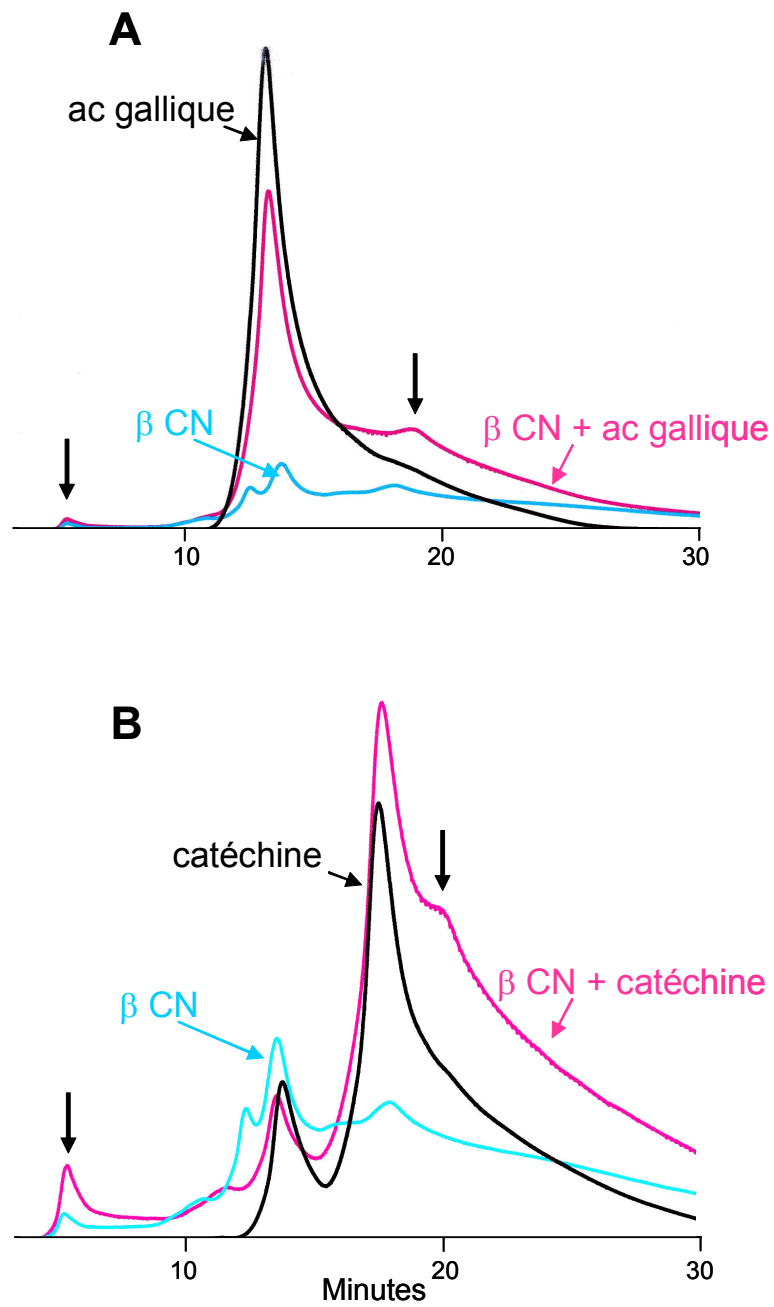 A
ac gallique
β CN
β CN + ac gallique
10
20
30
B
catéchine
β CN
β CN + catéchine
10
20
30
Minutes